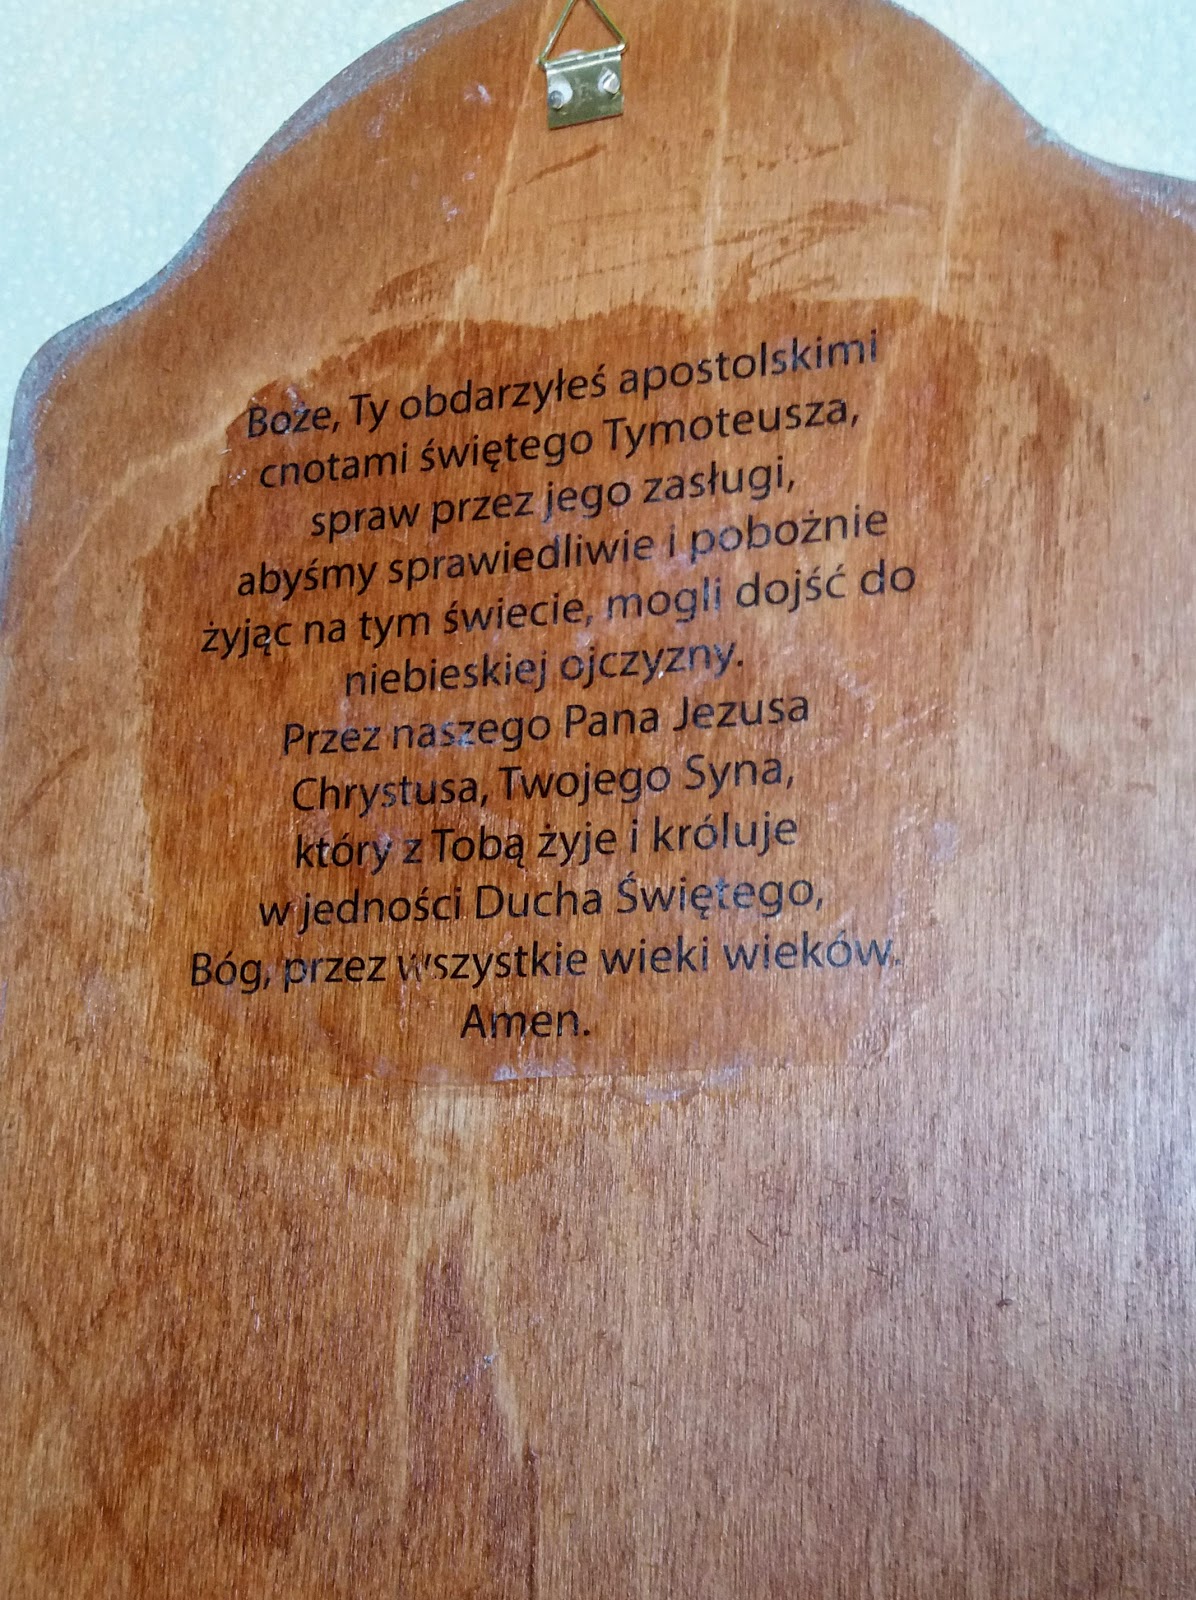 Boże, Ty obdarzyłeś apostolskimi
cnotami świętego Tymoteusza,
spraw przez jego zasługi,
abyśmy sprawiedliwie i pobożnie
żyjąc na tym świecie, mogli dojść do
niebieskiej ojczyzny.
Przez naszego Pana Jezusa
Chrystusa, Twojego Syna,
który z Tobą żyje i króluje
w jedności Ducha Świętego,
Bóg, przez wszystkie wieki wieków.
Amen.